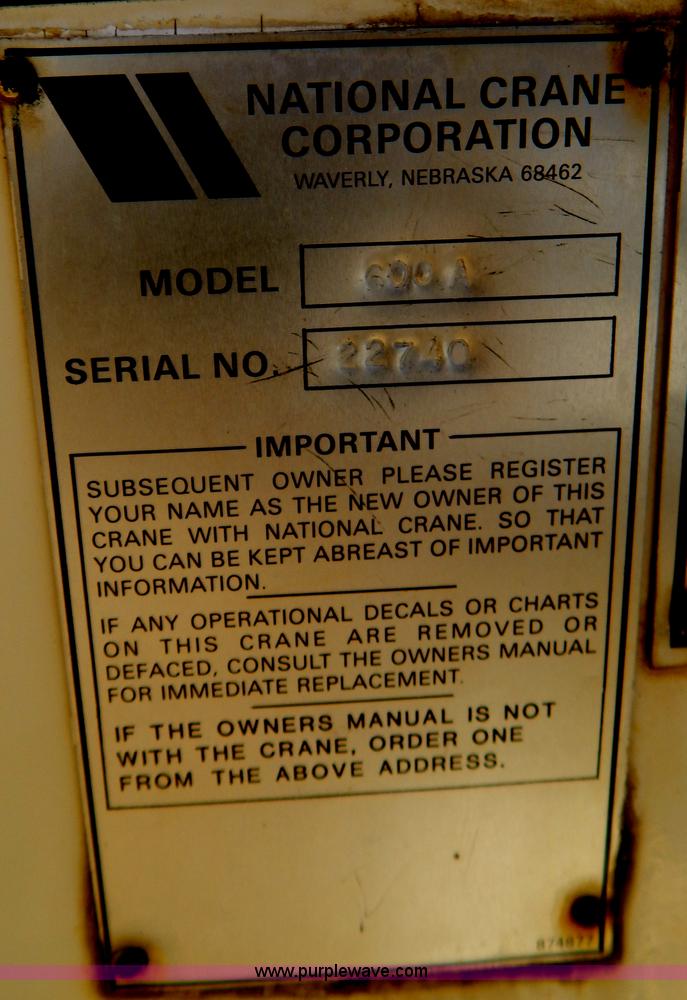 NATIONAL CRANE
CORPORATION
WAVERLY, NEBRASKA 68462
MODEL 600 A
SERIAL NO. 22740
IMPORTANT
SUBSEQUENT OWNER PLEASE REGISTER
YOUR NAME AS THE NEW OWNER OF THIS
CRANE WITH NATIONAL CRANE. SO THAT
YOU CAN BE KEPT ABREAST OF IMPORTANT
INFORMATION.
IF ANY OPERATIONAL DECALS OR CHARTS
ON THIS CRANE ARE REMOVED OR
DEFACED, CONSULT THE OWNERS MANUAL
FOR IMMEDIATE REPLACEMENT.
IF THE OWNERS MANUAL IS NOT
WITH THE CRANE, ORDER ONE
FROM THE ABOVE ADDRESS.
www.purplewave.com